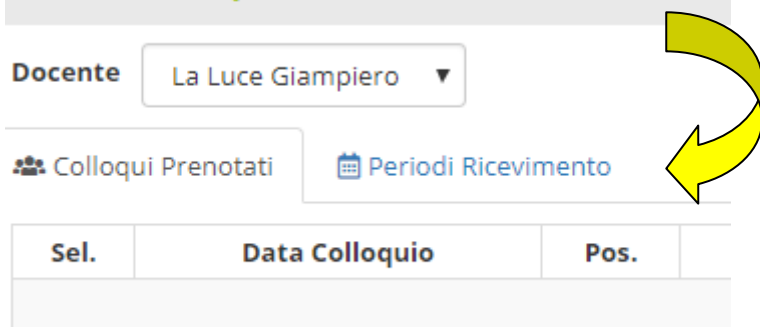 Docente La Luce Giampiero
Colloqui Prenotati Periodi Ricevimento
Sel. Data Colloquio Pos.